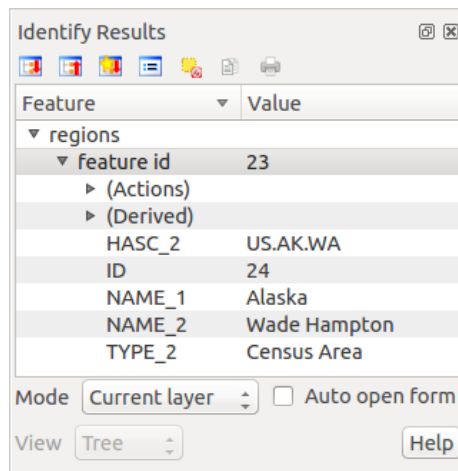 Identify Results
Feature Value
regions
feature id 23
(Actions)
(Derived)
HASC_2 US.AK.WA
ID 24
NAME_1 Alaska
NAME_2 Wade Hampton
TYPE_2 Census Area
Mode Current layer Auto open form
View Tree Help